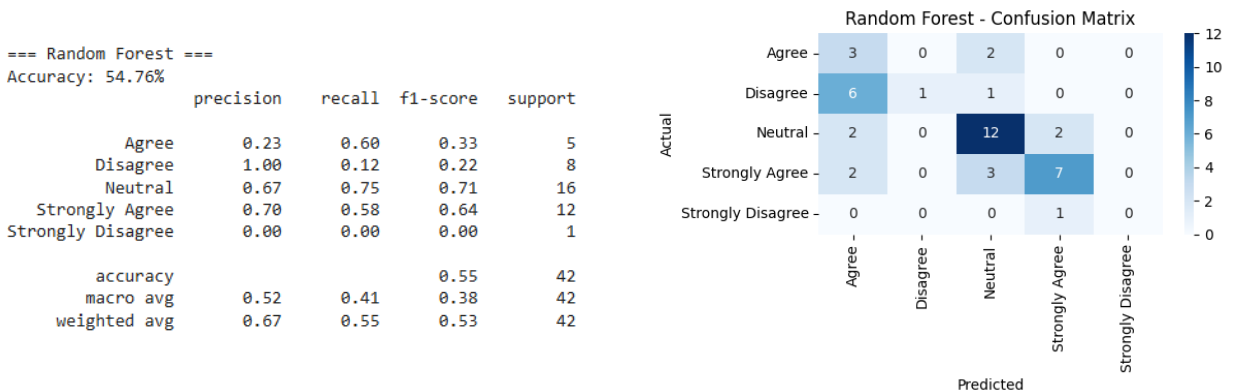 === Random Forest ===
Accuracy: 54.76%
precision recall f1-score support
Agree 0.23 0.60 0.33 5
Disagree 1.00 0.12 0.22 8
Neutral 0.67 0.75 0.71 16
Strongly Agree 0.70 0.58 0.64 12
Strongly Disagree 0.00 0.00 0.00 1
accuracy 0.55 42
macro avg 0.52 0.41 0.38 42
weighted avg 0.67 0.55 0.53 42
Random Forest - Confusion Matrix
Actual
Agree 3 0 2 0 0
Disagree 6 1 1 0 0
Neutral 2 0 12 2 0
Strongly Agree 2 0 3 7 0
Strongly Disagree 0 0 0 1 0
Agree
Disagree
Neutral
Strongly Agree
Strongly Disagree
Predicted
12
10
8
6
4
2
0